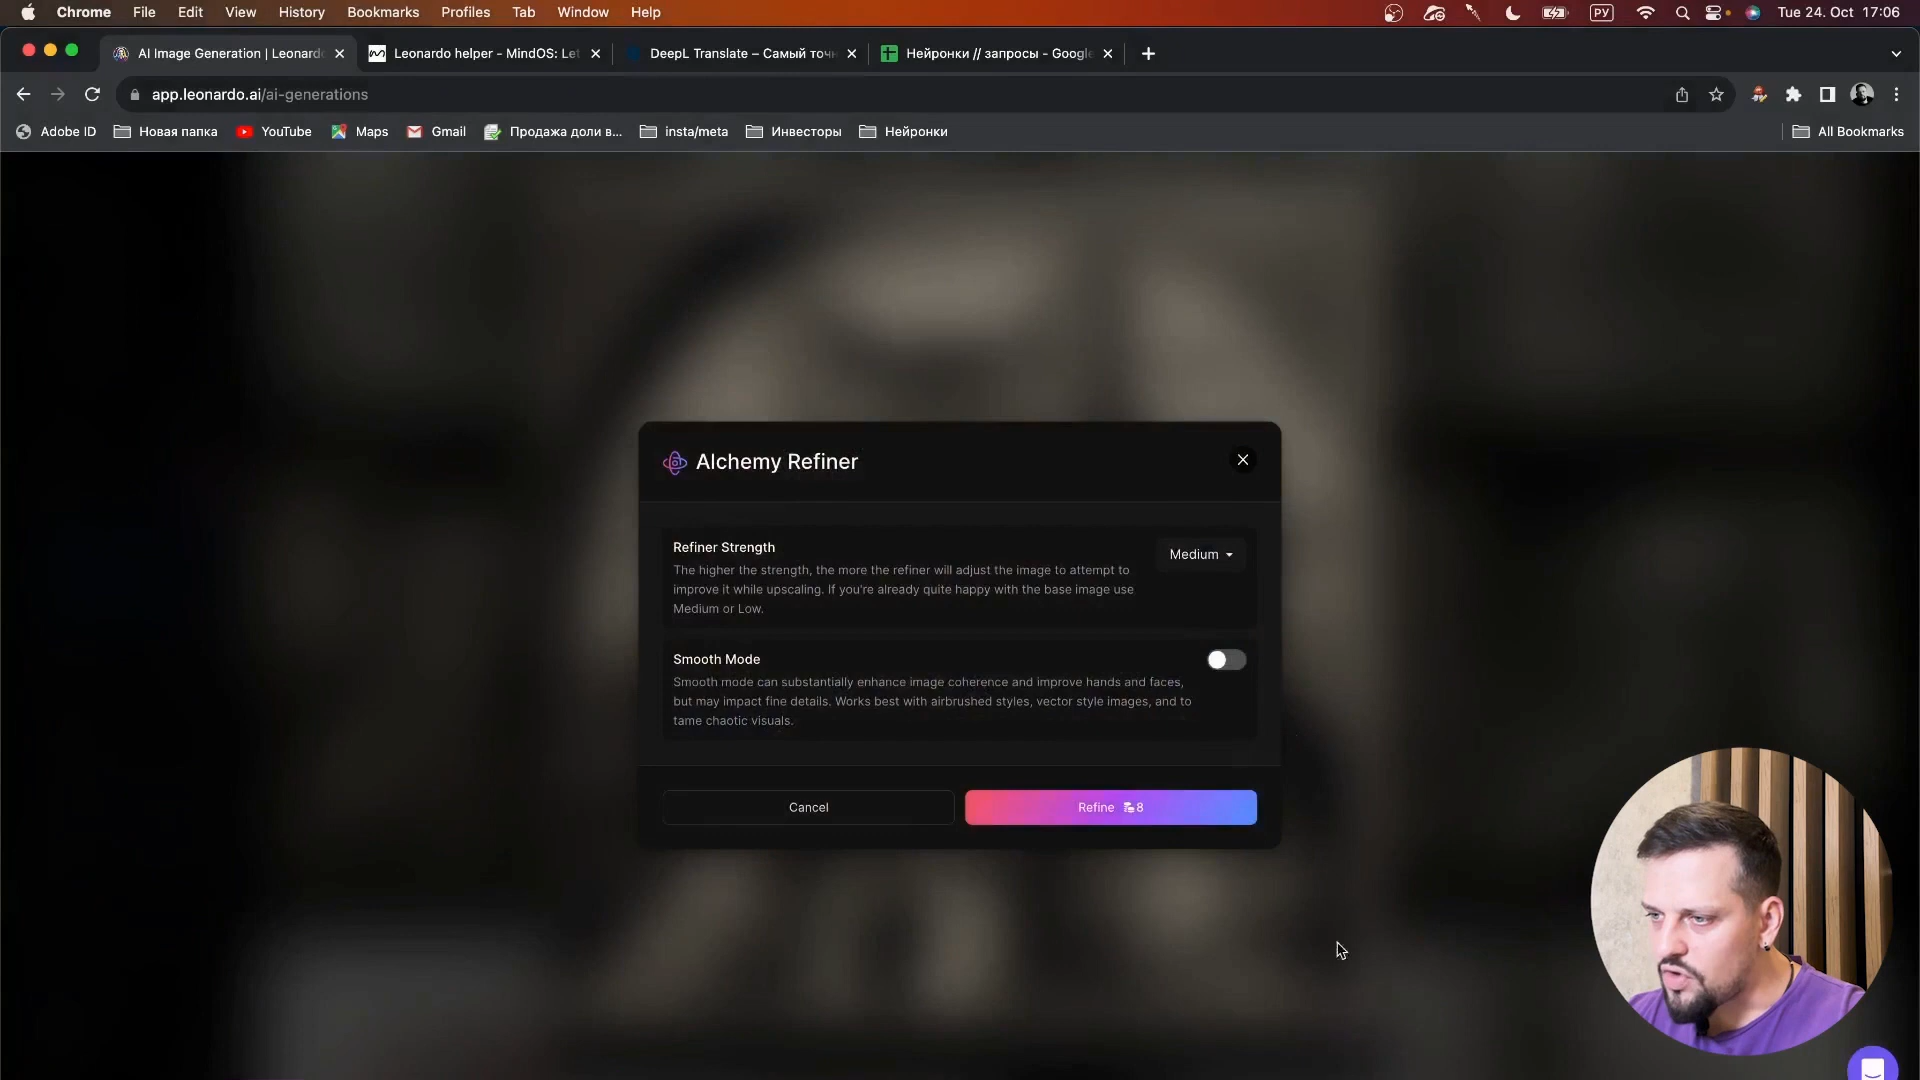 Chrome File Edit View History Bookmarks Profiles Tab Window Help РУ Tue 24. Oct 17:06
AI Image Generation | Leonardo Leonardo helper - MindOS: Let DeepL Translate – Самый точн Нейронки // запросы - Google
app.leonardo.ai/ai-generations
Adobe ID Новая папка YouTube Maps Gmail Продажа доли в... insta/meta Инвесторы Нейронки All Bookmarks
Alchemy Refiner
Refiner Strength
Medium
The higher the strength, the more the refiner will adjust the image to attempt to
improve it while upscaling. If you're already quite happy with the base image use
Medium or Low.
Smooth Mode
Smooth mode can substantially enhance image coherence and improve hands and faces,
but may impact fine details. Works best with airbrushed styles, vector style images, and to
tame chaotic visuals.
Cancel Refine 8